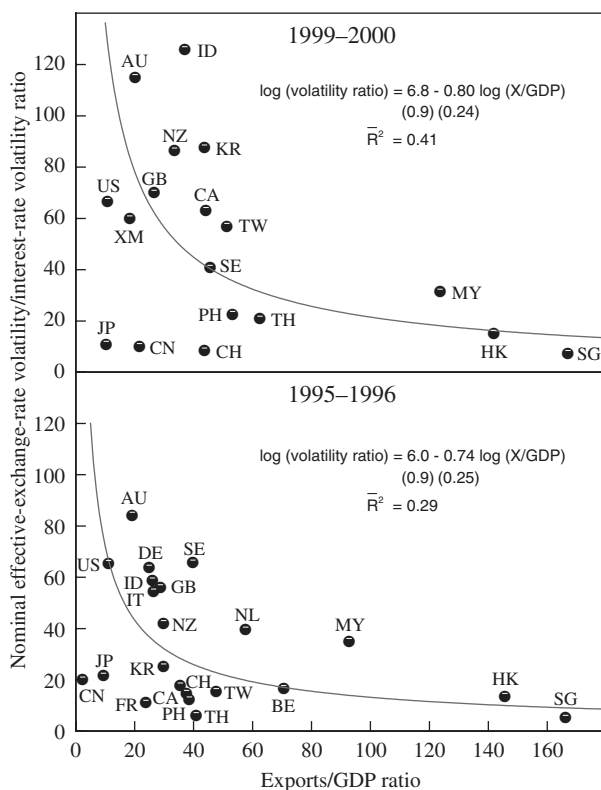 Nominal effective-exchange-rate volatility/interest-rate volatility ratio
1999–2000
log (volatility ratio) = 6.8 - 0.80 log (X/GDP)
(0.9) (0.24)
R̅² = 0.41
120
100
80
60
40
20
0
AU
ID
NZ
KR
US
GB
CA
XM
TW
SE
MY
PH
TH
JP
CN
CH
HK
SG
1995–1996
log (volatility ratio) = 6.0 - 0.74 log (X/GDP)
(0.9) (0.25)
R̅² = 0.29
120
100
80
60
40
20
0
AU
US
DE
SE
ID
GB
IT
NL
NZ
MY
JP
KR
CH
CN
FR
CA
TW
PH
TH
BE
HK
SG
0 20 40 60 80 100 120 140 160
Exports/GDP ratio